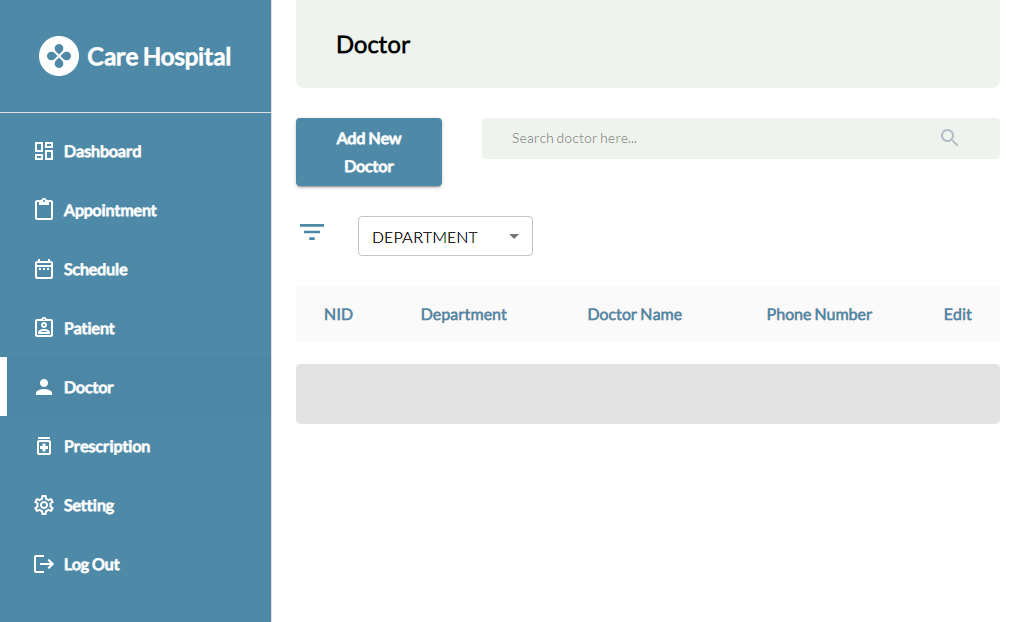 Care Hospital
Dashboard
Appointment
Schedule
Patient
Doctor
Prescription
Setting
Log Out
Doctor
Add New
Doctor
Search doctor here...
DEPARTMENT
NID Department Doctor Name Phone Number Edit